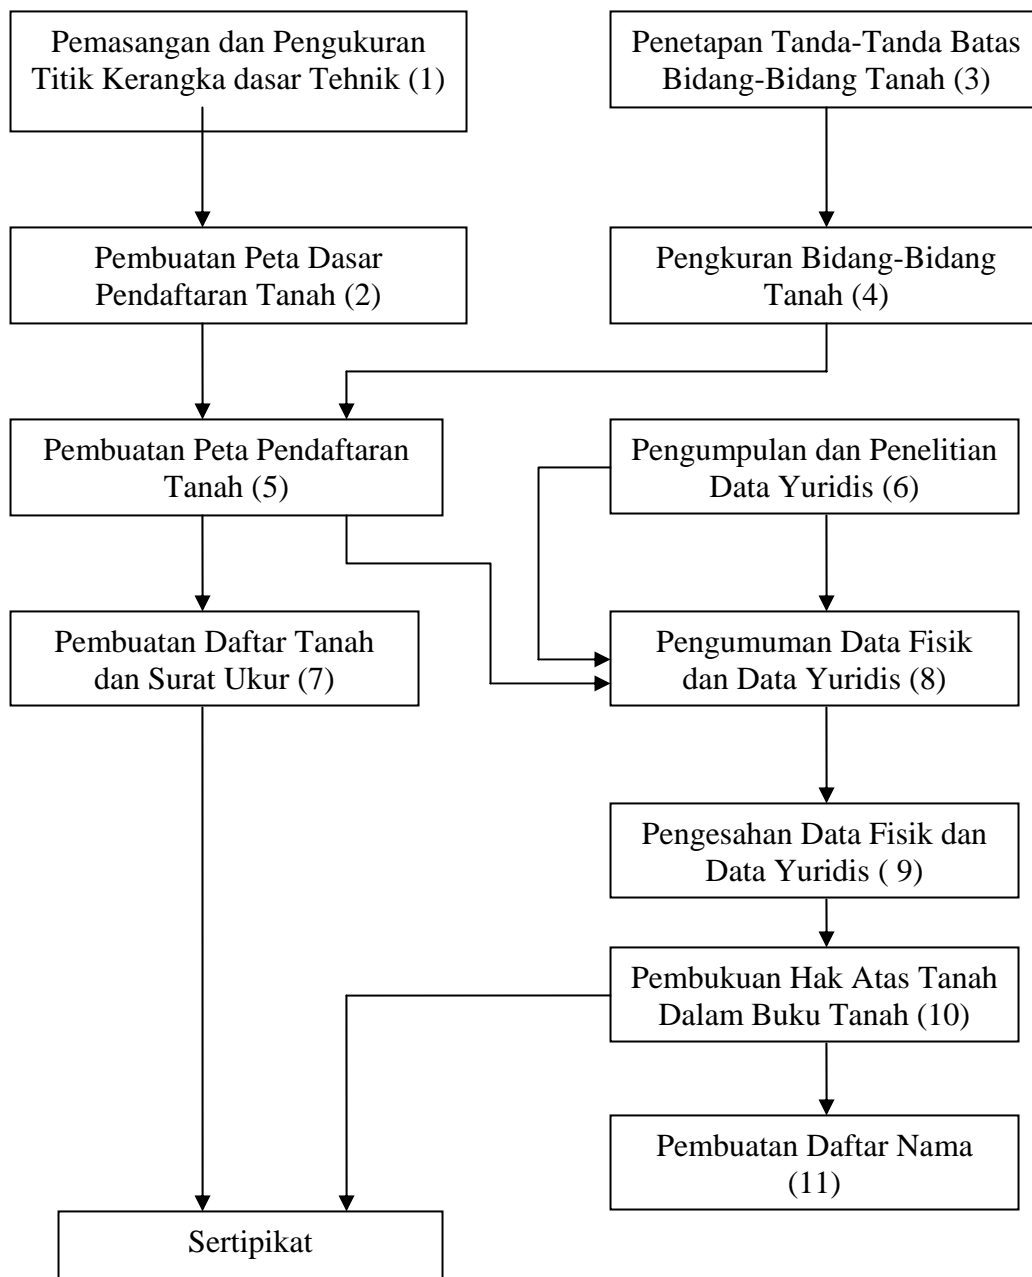 Pemasangan dan Pengukuran
Titik Kerangka dasar Tehnik (1)
Penetapan Tanda-Tanda Batas
Bidang-Bidang Tanah (3)
Pembuatan Peta Dasar
Pendaftaran Tanah (2)
Pengkuran Bidang-Bidang
Tanah (4)
Pembuatan Peta Pendaftaran
Tanah (5)
Pengumpulan dan Penelitian
Data Yuridis (6)
Pembuatan Daftar Tanah
dan Surat Ukur (7)
Pengumuman Data Fisik
dan Data Yuridis (8)
Pengesahan Data Fisik dan
Data Yuridis ( 9)
Pembukuan Hak Atas Tanah
Dalam Buku Tanah (10)
Pembuatan Daftar Nama
(11)
Sertipikat